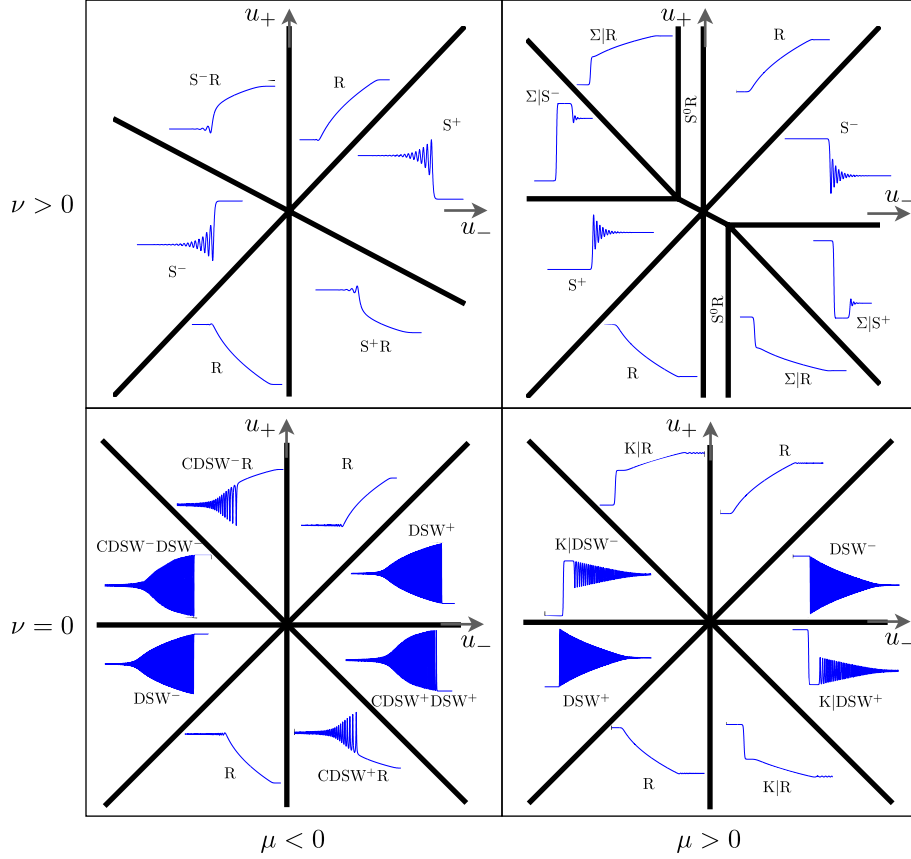 u₊
u₊
S⁻R
R
Σ|R
R
S⁰R
S⁺
Σ|S⁻
S⁻
ν > 0
u₋
u₋
S⁻
S⁺
S⁺R
S⁰R
Σ|S⁺
R
R
Σ|R
u₊
u₊
CDSW⁻R
R
K|R
R
CDSW⁻DSW⁻
DSW⁺
K|DSW⁻
DSW⁻
ν = 0
u₋
u₋
DSW⁻
CDSW⁺DSW⁺
DSW⁺
K|DSW⁺
R
CDSW⁺R
R
K|R
μ < 0
μ > 0